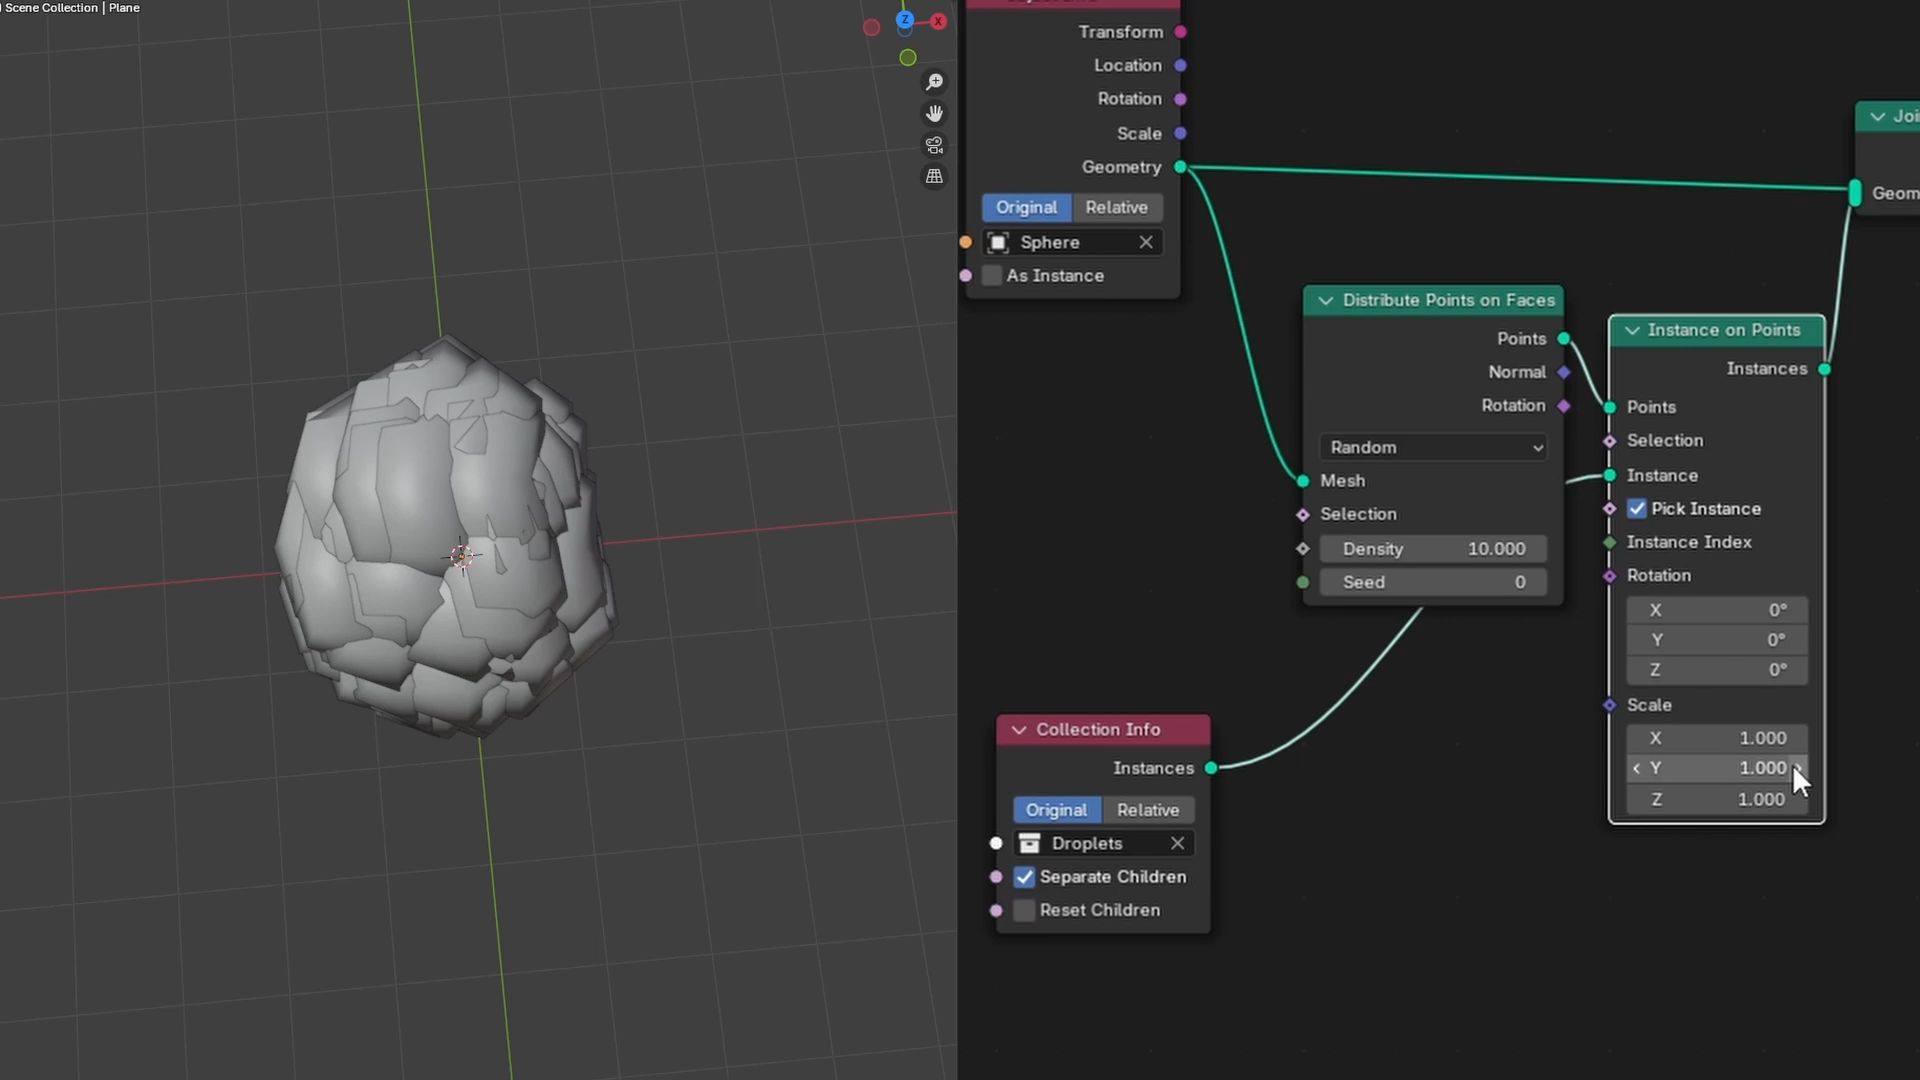 Scene Collection | Plane
Z
X
Transform
Location
Rotation
Scale
Geometry
Original Relative
Sphere
As Instance
Joi
Geom
Distribute Points on Faces
Points
Normal
Rotation
Random
Mesh
Selection
Density 10.000
Seed 0
Instance on Points
Instances
Points
Selection
Instance
Pick Instance
Instance Index
Rotation
X 0°
Y 0°
Z 0°
Scale
X 1.000
Y 1.000
Z 1.000
Collection Info
Instances
Original Relative
Droplets
Separate Children
Reset Children